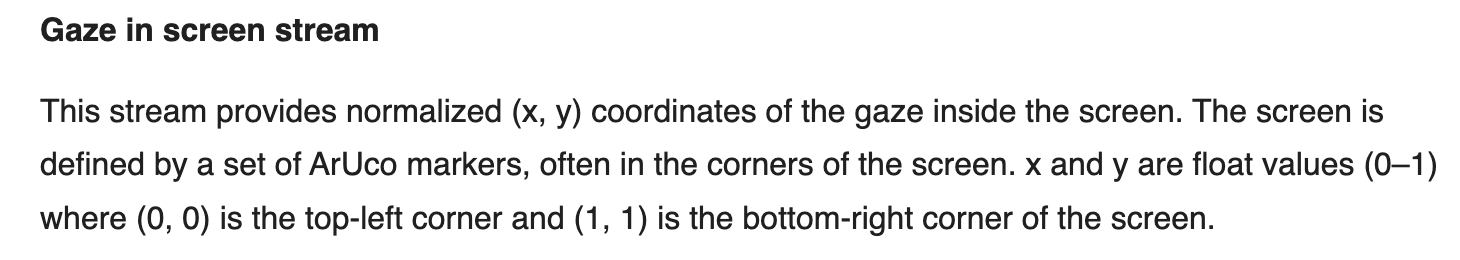 Gaze in screen stream
This stream provides normalized (x, y) coordinates of the gaze inside the screen. The screen is
defined by a set of ArUco markers, often in the corners of the screen. x and y are float values (0–1)
where (0, 0) is the top-left corner and (1, 1) is the bottom-right corner of the screen.